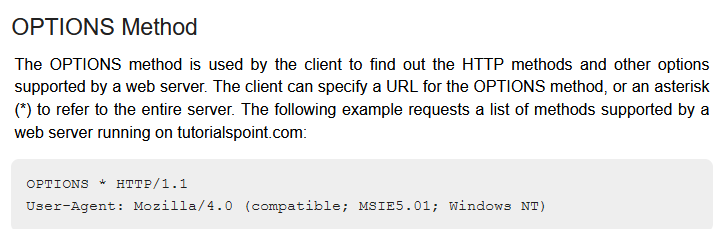 OPTIONS Method
The OPTIONS method is used by the client to find out the HTTP methods and other options
supported by a web server. The client can specify a URL for the OPTIONS method, or an asterisk
(*) to refer to the entire server. The following example requests a list of methods supported by a
web server running on tutorialspoint.com:
OPTIONS * HTTP/1.1
User-Agent: Mozilla/4.0 (compatible; MSIE5.01; Windows NT)